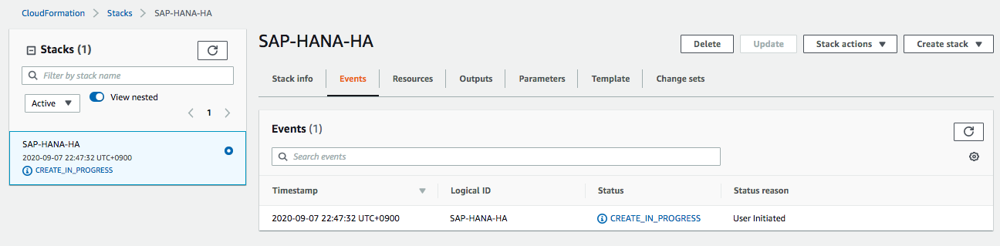 CloudFormation > Stacks > SAP-HANA-HA
Stacks (1)
Filter by stack name
Active
View nested
1
SAP-HANA-HA
2020-09-07 22:47:32 UTC+0900
CREATE_IN_PROGRESS
SAP-HANA-HA
Delete Update Stack actions Create stack
Stack info Events Resources Outputs Parameters Template Change sets
Events (1)
Search events
Timestamp Logical ID Status Status reason
2020-09-07 22:47:32 UTC+0900 SAP-HANA-HA CREATE_IN_PROGRESS User Initiated